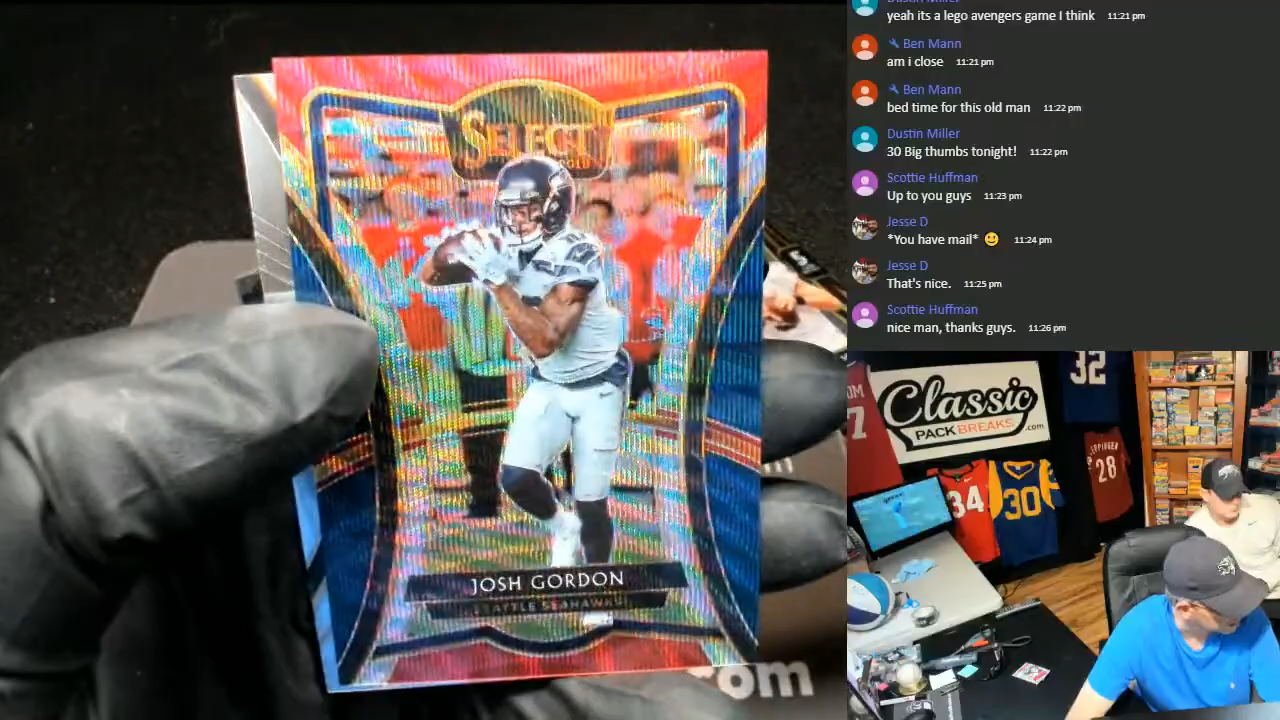 SELECT
JOSH GORDON
SEATTLE SEAHAWKS
.com
Dustin Miller
yeah its a lego avengers game I think 11:21 pm
Ben Mann
am i close 11:21 pm
Ben Mann
bed time for this old man 11:22 pm
Dustin Miller
30 Big thumbs tonight! 11:22 pm
Scottie Huffman
Up to you guys 11:23 pm
Jesse D
*You have mail* 11:24 pm
Jesse D
That's nice. 11:25 pm
Scottie Huffman
nice man, thanks guys. 11:26 pm
Classic
PACK BREAKS.com
32
7
34
30
28